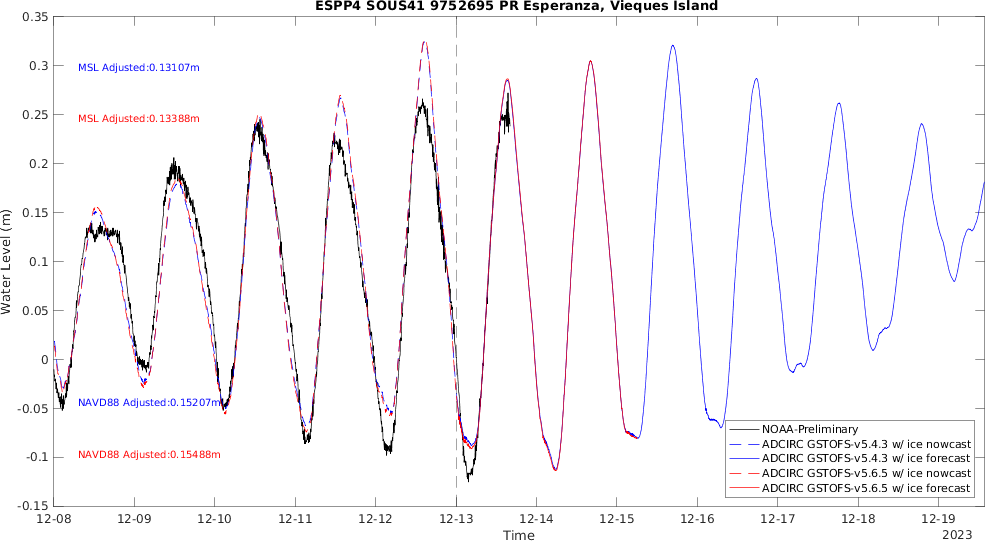 ESPP4 SOUS41 9752695 PR Esperanza, Vieques Island
0.35
0.3
0.25
0.2
0.15
0.1
0.05
0
-0.05
-0.1
-0.15
Water Level (m)
MSL Adjusted:0.13107m
MSL Adjusted:0.13388m
NAVD88 Adjusted:0.15207m
NAVD88 Adjusted:0.15488m
NOAA-Preliminary
ADCIRC GSTOFS-v5.4.3 w/ ice nowcast
ADCIRC GSTOFS-v5.4.3 w/ ice forecast
ADCIRC GSTOFS-v5.6.5 w/ ice nowcast
ADCIRC GSTOFS-v5.6.5 w/ ice forecast
12-08 12-09 12-10 12-11 12-12 12-13 12-14 12-15 12-16 12-17 12-18 12-19
Time
2023